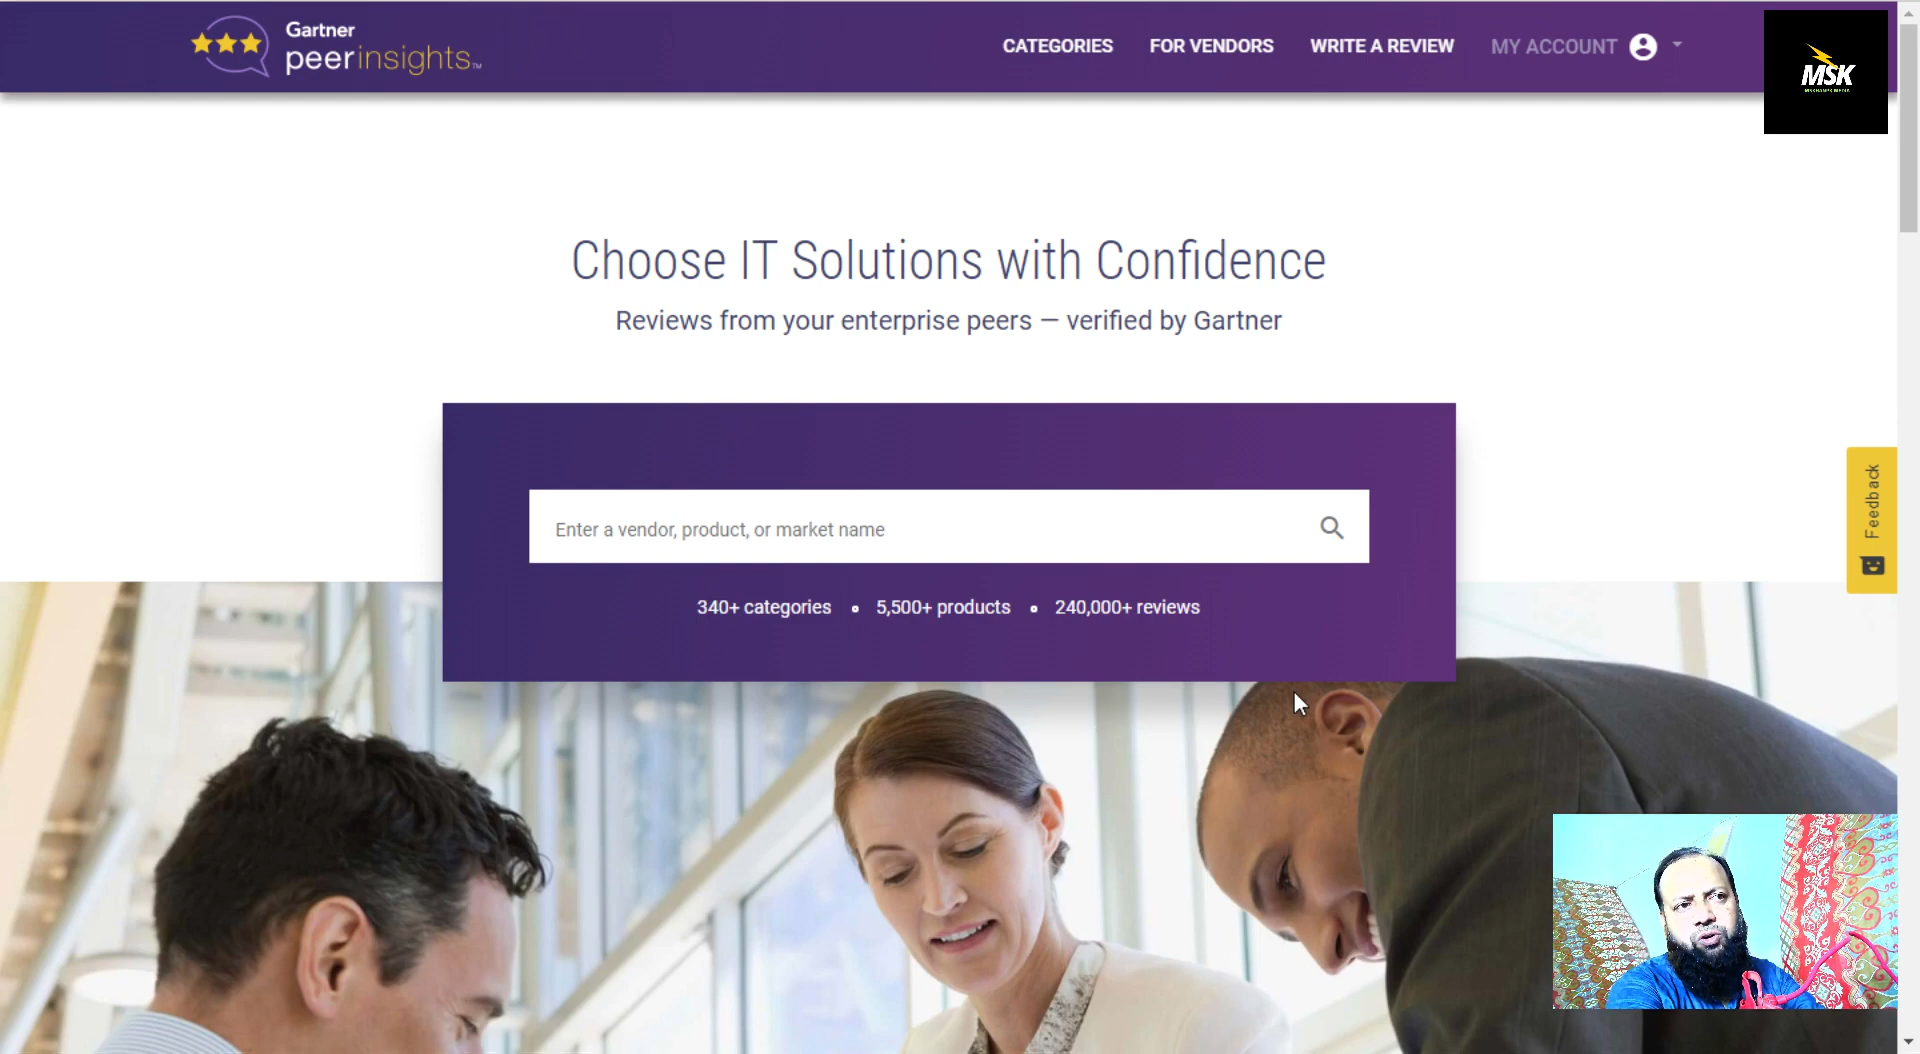 Gartner
peerinsights™
CATEGORIES
FOR VENDORS
WRITE A REVIEW
MY ACCOUNT
MSK
Choose IT Solutions with Confidence
Reviews from your enterprise peers — verified by Gartner
Enter a vendor, product, or market name
340+ categories
5,500+ products
240,000+ reviews
Feedback